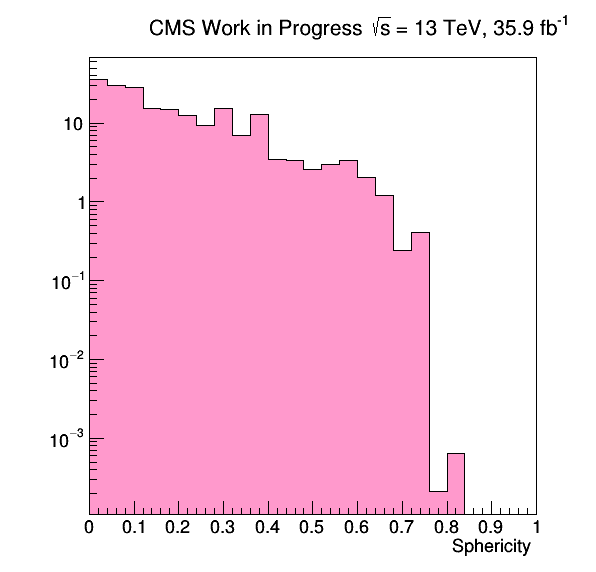 CMS Work in Progress √s = 13 TeV, 35.9 fb⁻¹
10
1
10⁻¹
10⁻²
10⁻³
0 0.1 0.2 0.3 0.4 0.5 0.6 0.7 0.8 0.9 1
Sphericity